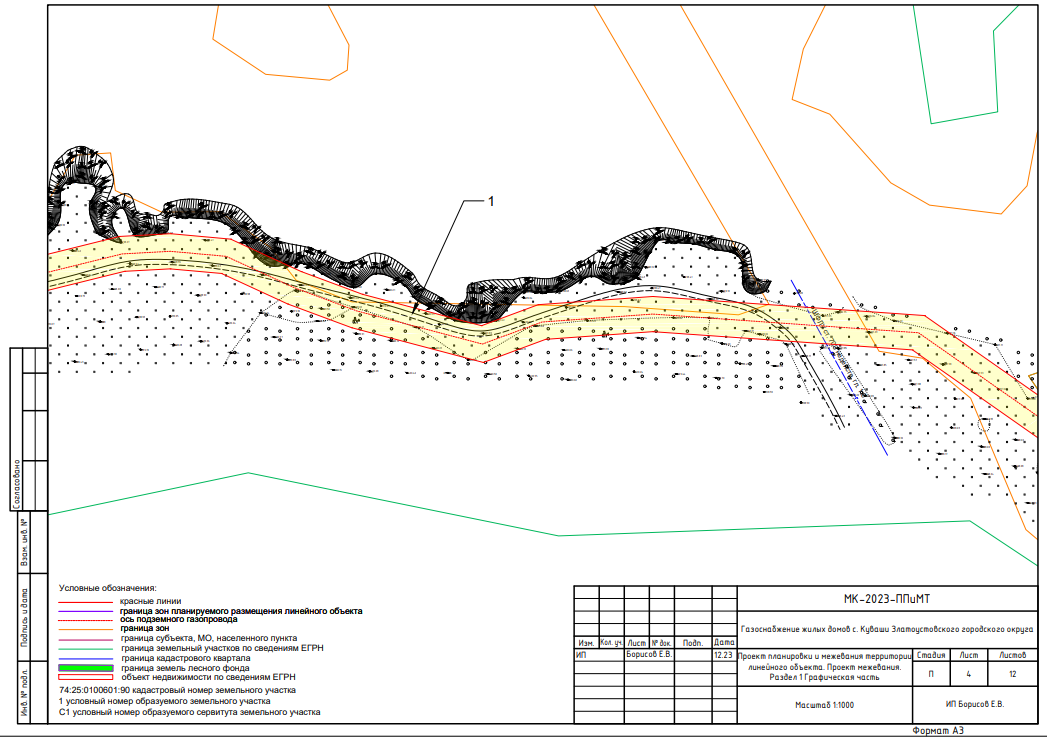 1
Согласовано
Взам. инв. №
Подпись и дата
Инв. № подл.
Условные обозначения:
красные линии
граница зон планируемого размещения линейного объекта
ось подземного газопровода
граница зон
граница субъекта, МО, населенного пункта
граница земельный участков по сведениям ЕГРН
граница кадастрового квартала
граница земель лесного фонда
объект недвижимости по сведениям ЕГРН
74:25:0100601:90 кадастровый номер земельного участка
1 условный номер образуемого земельного участка
С1 условный номер образуемого сервитута земельного участка
МК-2023-ППиМТ
Газоснабжение жилых домов с. Куваши Златоустовского городского округа
Изм. Кол. уч. Лист № док. Подп. Дата
ИП Борисов Е.В. 12.23
Проект планировки и межевания территории
линейного объекта. Проект межевания.
Раздел 1 Графическая часть
Стадия Лист Листов
П 4 12
Масштаб 1:1000
ИП Борисов Е.В.
Формат А3